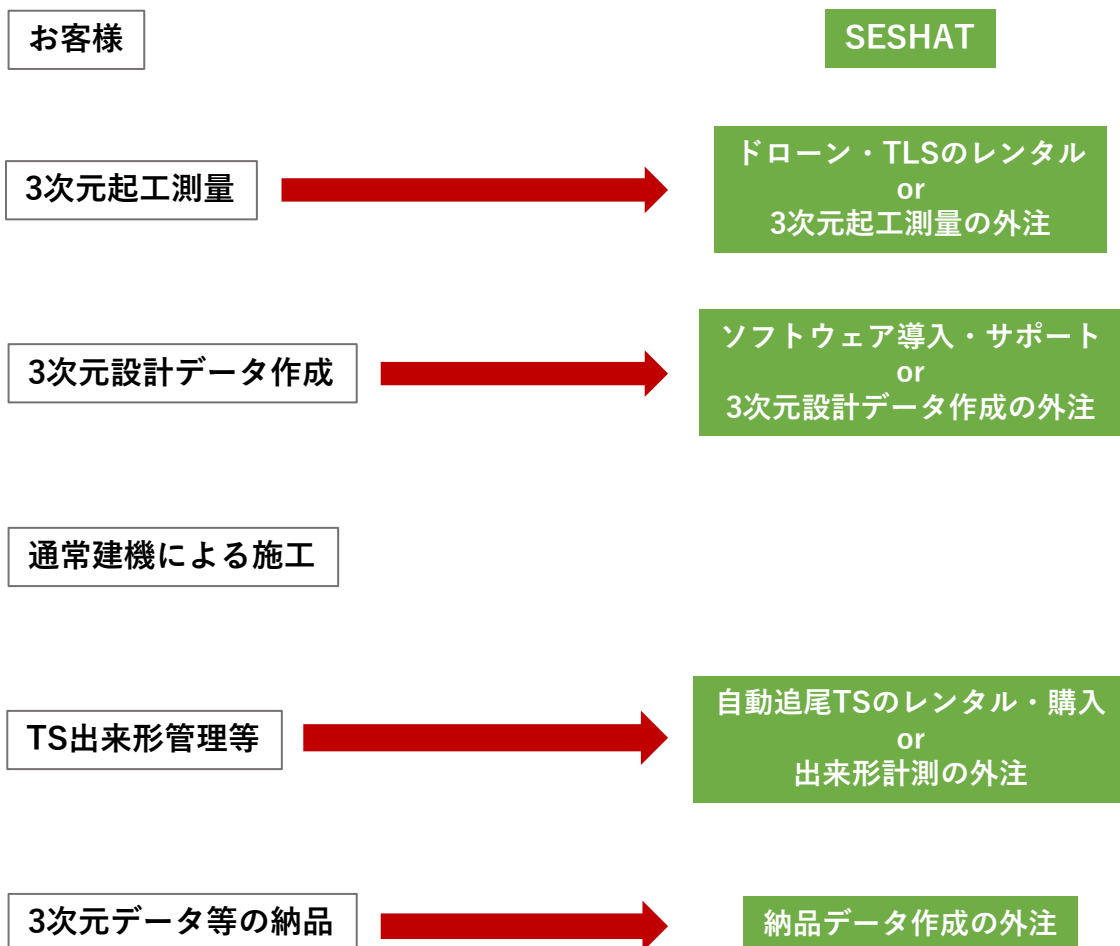 お客様
SESHAT
3次元起工測量
ドローン・TLSのレンタル
or
3次元起工測量の外注
3次元設計データ作成
ソフトウェア導入・サポート
or
3次元設計データ作成の外注
通常建機による施工
TS出来形管理等
自動追尾TSのレンタル・購入
or
出来形計測の外注
3次元データ等の納品
納品データ作成の外注